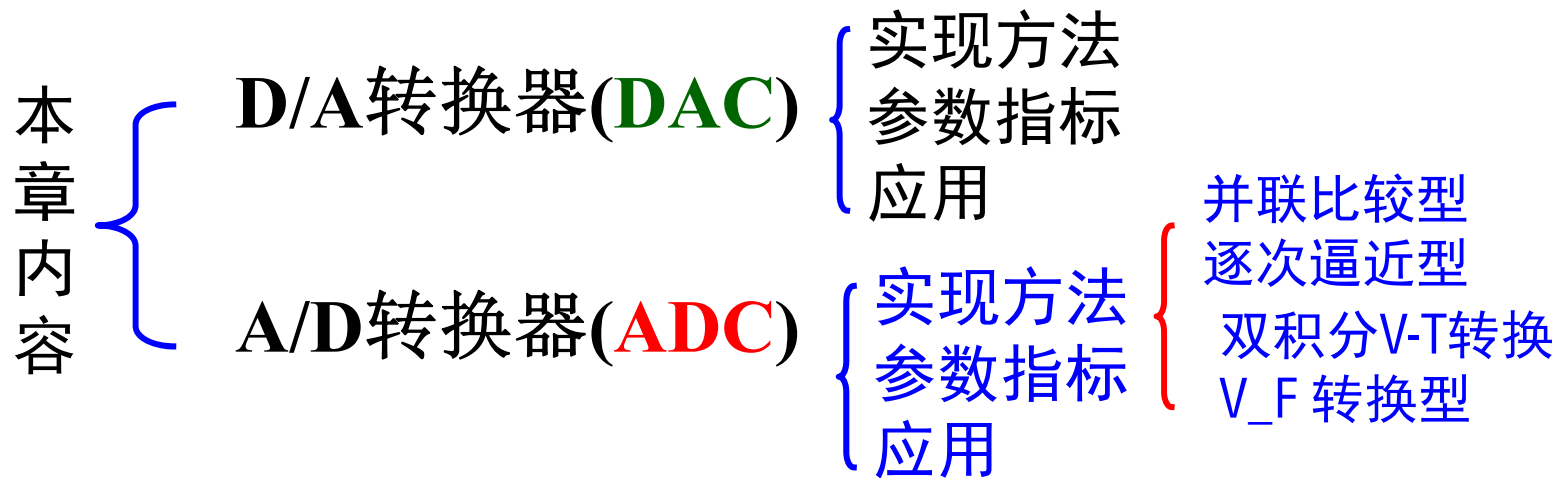 本章内容
D/A转换器(DAC)
实现方法
参数指标
应用
A/D转换器(ADC)
实现方法
参数指标
应用
并联比较型
逐次逼近型
双积分V-T转换
V_F 转换型